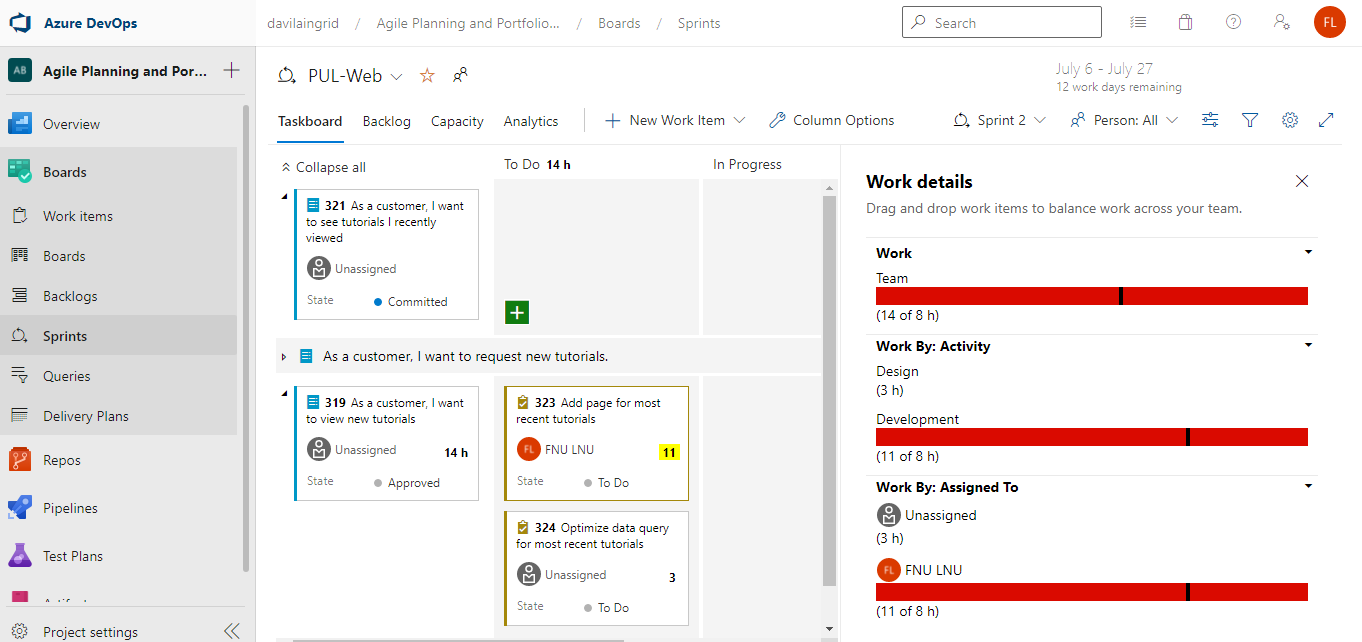 Azure DevOps
davilaingrid / Agile Planning and Portfolio... / Boards / Sprints
Search
FL
AB Agile Planning and Por...
Overview
Boards
Work items
Boards
Backlogs
Sprints
Queries
Delivery Plans
Repos
Pipelines
Test Plans
Project settings
PUL-Web
July 6 - July 27
12 work days remaining
Taskboard Backlog Capacity Analytics New Work Item Column Options Sprint 2 Person: All
Collapse all
To Do 14 h
In Progress
321 As a customer, I want
to see tutorials I recently
viewed
Unassigned
State Committed
As a customer, I want to request new tutorials.
319 As a customer, I want
to view new tutorials
Unassigned 14 h
State Approved
323 Add page for most
recent tutorials
FL FNU LNU 11
State To Do
324 Optimize data query
for most recent tutorials
Unassigned 3
State To Do
Work details
Drag and drop work items to balance work across your team.
Work
Team
(14 of 8 h)
Work By: Activity
Design
(3 h)
Development
(11 of 8 h)
Work By: Assigned To
Unassigned
(3 h)
FL FNU LNU
(11 of 8 h)